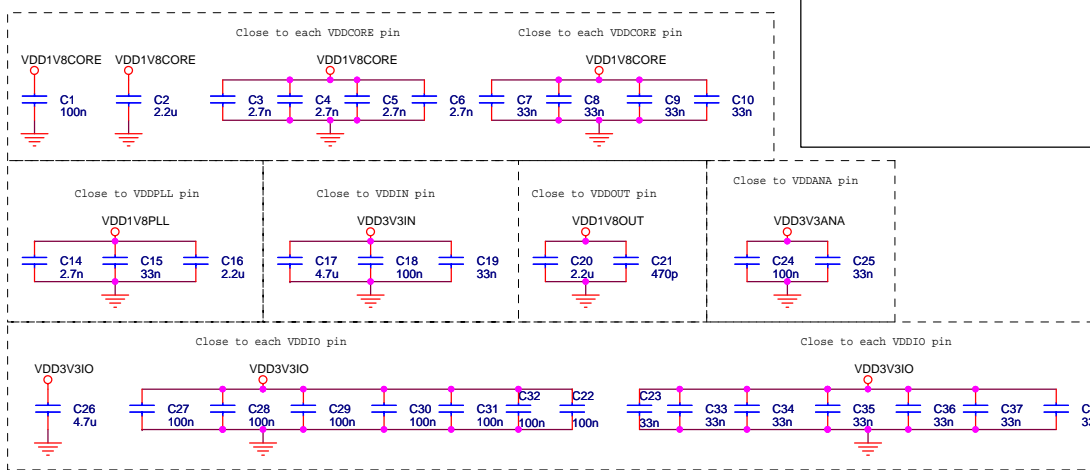 Close to each VDDCORE pin
Close to each VDDCORE pin
VDD1V8CORE
VDD1V8CORE
VDD1V8CORE
VDD1V8CORE
C1
100n
C2
2.2u
C3
2.7n
C4
2.7n
C5
2.7n
C6
2.7n
C7
33n
C8
33n
C9
33n
C10
33n
Close to VDDPLL pin
Close to VDDIN pin
Close to VDDOUT pin
Close to VDDANA pin
VDD1V8PLL
VDD3V3IN
VDD1V8OUT
VDD3V3ANA
C14
2.7n
C15
33n
C16
2.2u
C17
4.7u
C18
100n
C19
33n
C20
2.2u
C21
470p
C24
100n
C25
33n
Close to each VDDIO pin
Close to each VDDIO pin
VDD3V3IO
VDD3V3IO
VDD3V3IO
C26
4.7u
C27
100n
C28
100n
C29
100n
C30
100n
C31
100n
C32
100n
C22
100n
C23
33n
C33
33n
C34
33n
C35
33n
C36
33n
C37
33n